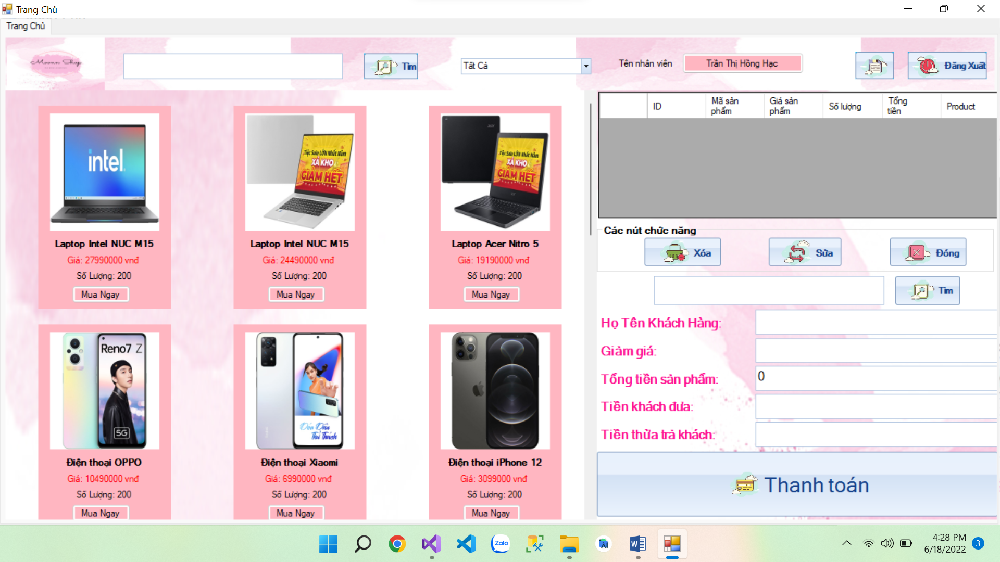 Trang Chủ
Trang Chủ
Moonn Shop
Tìm
Tất Cả
Tên nhân viên
Trần Thị Hồng Hạc
Đăng Xuất
ID
Mã sản phẩm
Giá sản phẩm
Số lượng
Tổng tiền
Product
intel
Laptop Intel NUC M15
Giá: 27990000 vnđ
Số Lượng: 200
Mua Ngay
Tiệc Sale LỚN Nhất Năm
XẢ KHO
GIẢM HẾT
Laptop Intel NUC M15
Giá: 24490000 vnđ
Số Lượng: 200
Mua Ngay
acer
Tiệc Sale LỚN Nhất Năm
XẢ KHO
GIẢM HẾT
Laptop Acer Nitro 5
Giá: 19190000 vnđ
Số Lượng: 200
Mua Ngay
Reno7 Z
5G
Điện thoại OPPO
Giá: 10490000 vnđ
Số Lượng: 200
Mua Ngay
Đón Đầu
Thử Thách
Điện thoại Xiaomi
Giá: 6990000 vnđ
Số Lượng: 200
Mua Ngay
Điện thoại iPhone 12
Giá: 3099000 vnđ
Số Lượng: 200
Mua Ngay
Các nút chức năng
Xóa
Sửa
Đóng
Tìm
Họ Tên Khách Hàng:
Giảm giá:
Tổng tiền sản phẩm:
0
Tiền khách đưa:
Tiền thừa trả khách:
Thanh toán
Zalo
W
4:28 PM
6/18/2022
3